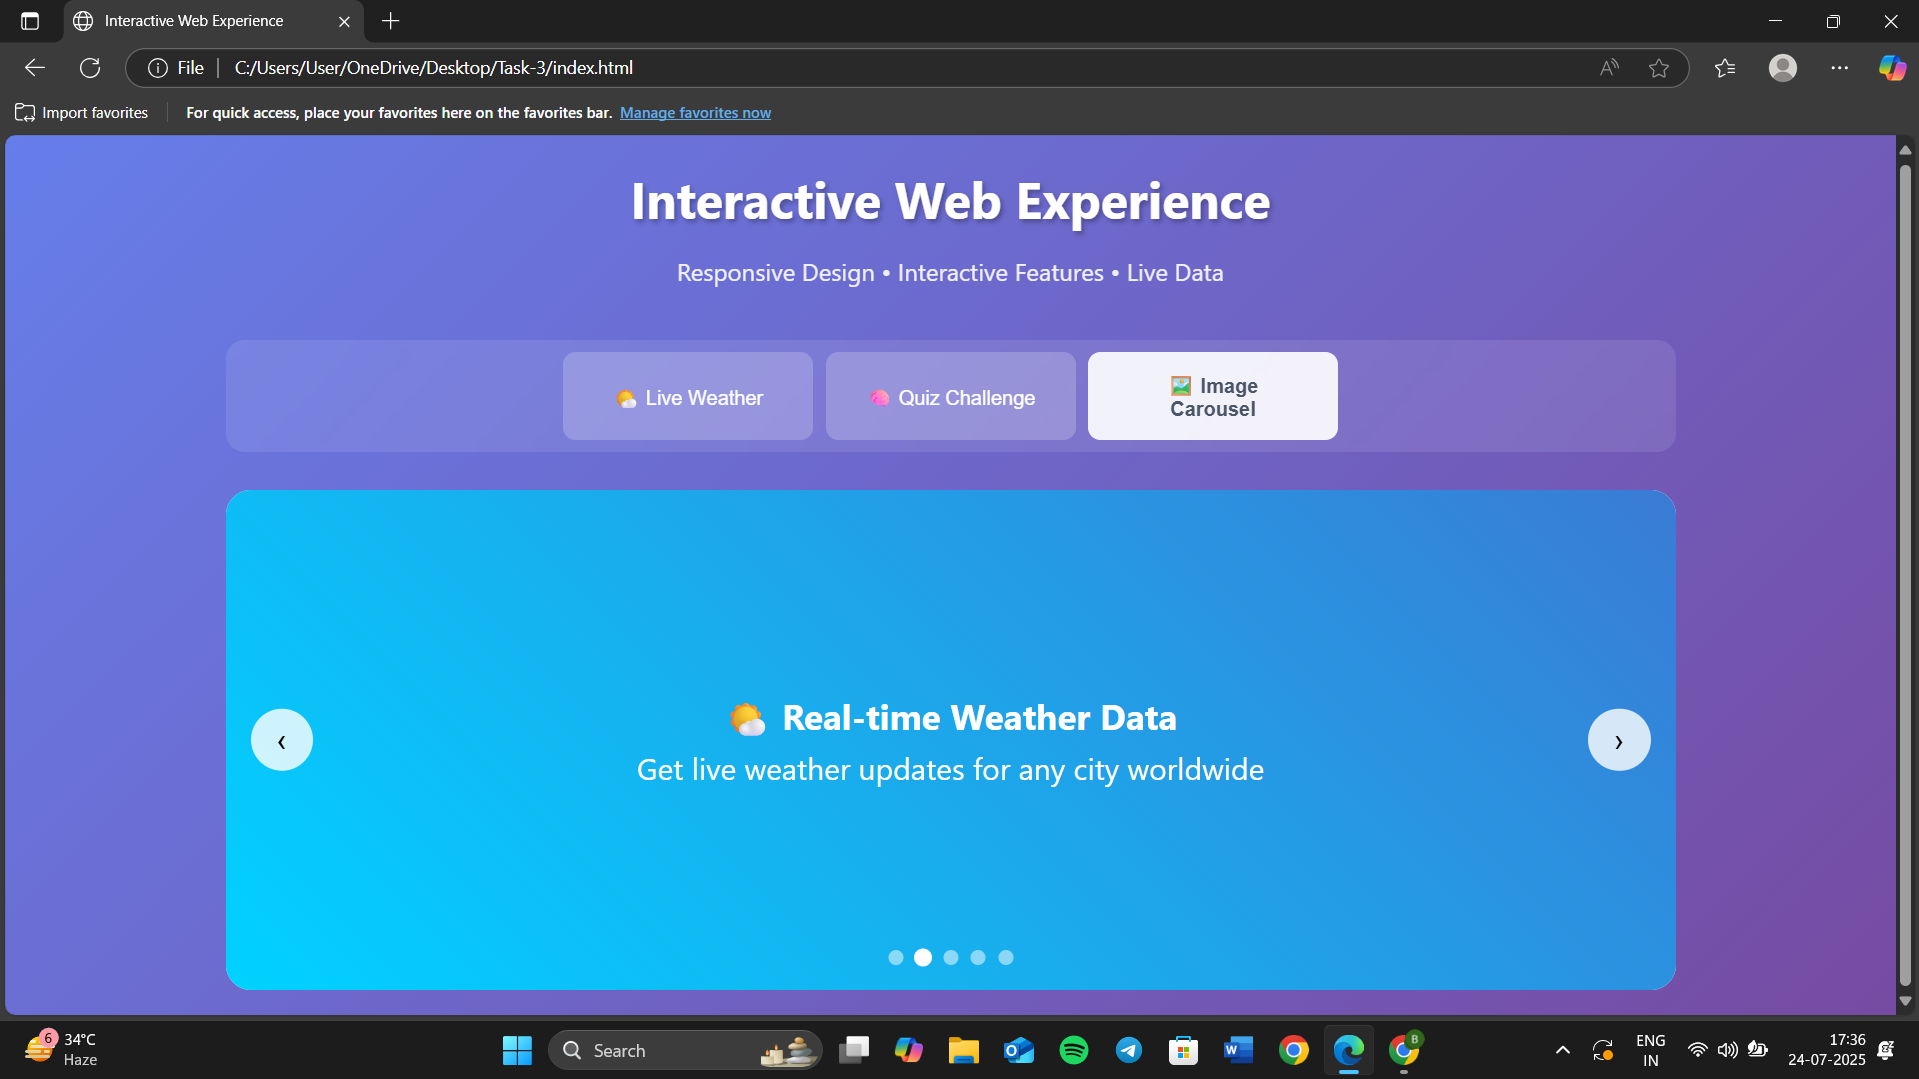 Interactive Web Experience
File
C:/Users/User/OneDrive/Desktop/Task-3/index.html
Import favorites
For quick access, place your favorites here on the favorites bar. Manage favorites now
Interactive Web Experience
Responsive Design • Interactive Features • Live Data
Live Weather
Quiz Challenge
Image
Carousel
Real-time Weather Data
Get live weather updates for any city worldwide
‹
›
6
34°C
Haze
Search
B
ENG
IN
17:36
24-07-2025